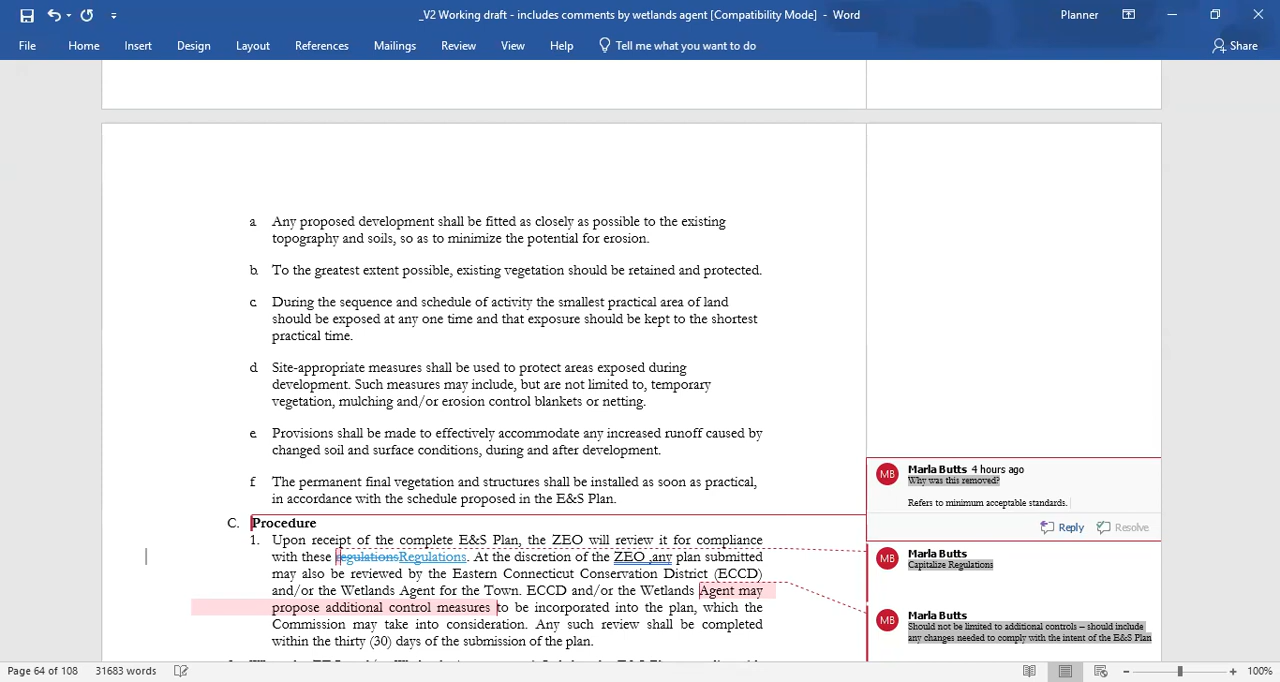 _V2 Working draft - includes comments by wetlands agent [Compatibility Mode] - Word
Planner
File Home Insert Design Layout References Mailings Review View Help Tell me what you want to do Share
a. Any proposed development shall be fitted as closely as possible to the existing
topography and soils, so as to minimize the potential for erosion.
b. To the greatest extent possible, existing vegetation should be retained and protected.
c. During the sequence and schedule of activity the smallest practical area of land
should be exposed at any one time and that exposure should be kept to the shortest
practical time.
d. Site-appropriate measures shall be used to protect areas exposed during
development. Such measures may include, but are not limited to, temporary
vegetation, mulching and/or erosion control blankets or netting.
e. Provisions shall be made to effectively accommodate any increased runoff caused by
changed soil and surface conditions, during and after development.
f. The permanent final vegetation and structures shall be installed as soon as practical,
in accordance with the schedule proposed in the E&S Plan.
C. Procedure
1. Upon receipt of the complete E&S Plan, the ZEO will review it for compliance
with these regulationsRegulations. At the discretion of the ZEO ,any plan submitted
may also be reviewed by the Eastern Connecticut Conservation District (ECCD)
and/or the Wetlands Agent for the Town. ECCD and/or the Wetlands Agent may
propose additional control measures to be incorporated into the plan, which the
Commission may take into consideration. Any such review shall be completed
within the thirty (30) days of the submission of the plan.
MB Marla Butts 4 hours ago
Why was this removed?
Refers to minimum acceptable standards.
Reply Resolve
MB Marla Butts
Capitalize Regulations
MB Marla Butts
Should not be limited to additional controls – should include
any changes needed to comply with the intent of the E&S Plan
Page 64 of 108 31683 words
100%